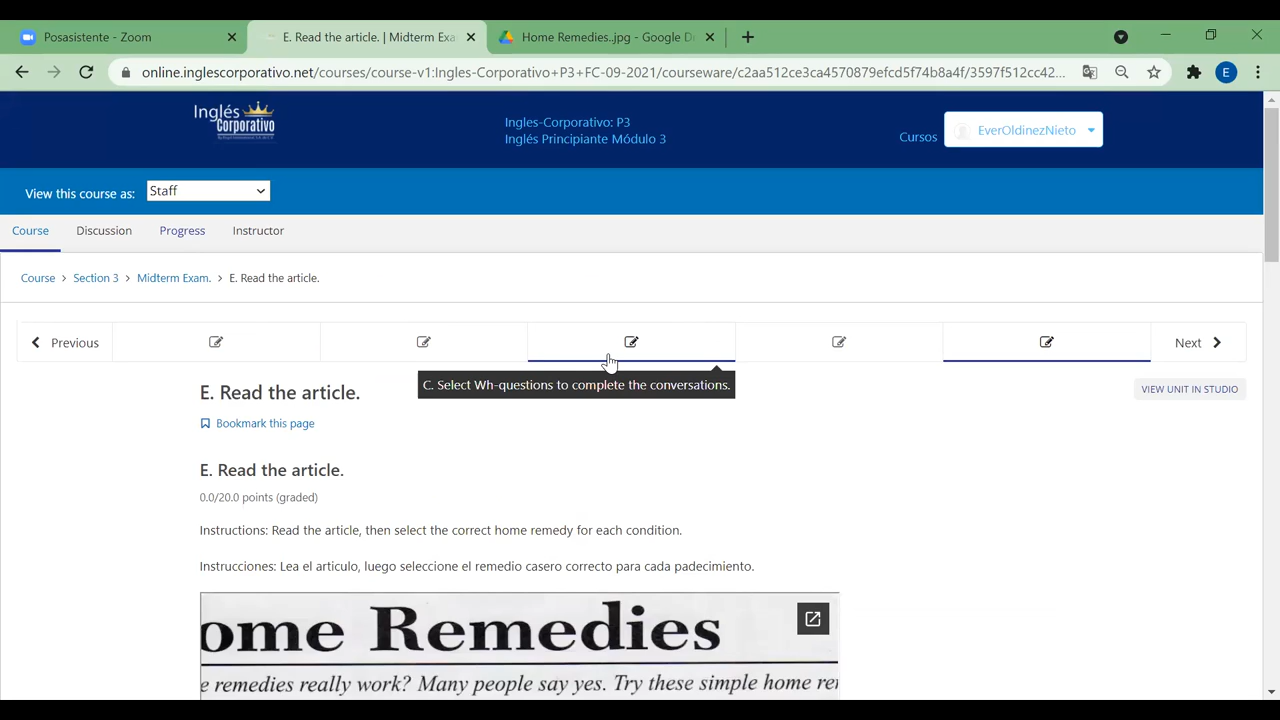 Posasistente - Zoom
E. Read the article. | Midterm Exa
Home Remedies..jpg - Google D
online.inglescorporativo.net/courses/course-v1:Ingles-Corporativo+P3+FC-09-2021/courseware/c2aa512ce3ca4570879efcd5f74b8a4f/3597f512cc42...
E
Inglés
Corporativo
Ingles-Corporativo: P3
Inglés Principiante Módulo 3
Cursos
EverOldinezNieto
View this course as:
Staff
Course
Discussion
Progress
Instructor
Course > Section 3 > Midterm Exam. > E. Read the article.
Previous
Next
C. Select Wh-questions to complete the conversations.
E. Read the article.
VIEW UNIT IN STUDIO
Bookmark this page
E. Read the article.
0.0/20.0 points (graded)
Instructions: Read the article, then select the correct home remedy for each condition.
Instrucciones: Lea el articulo, luego seleccione el remedio casero correcto para cada padecimiento.
ome Remedies
e remedies really work? Many people say yes. Try these simple home rei